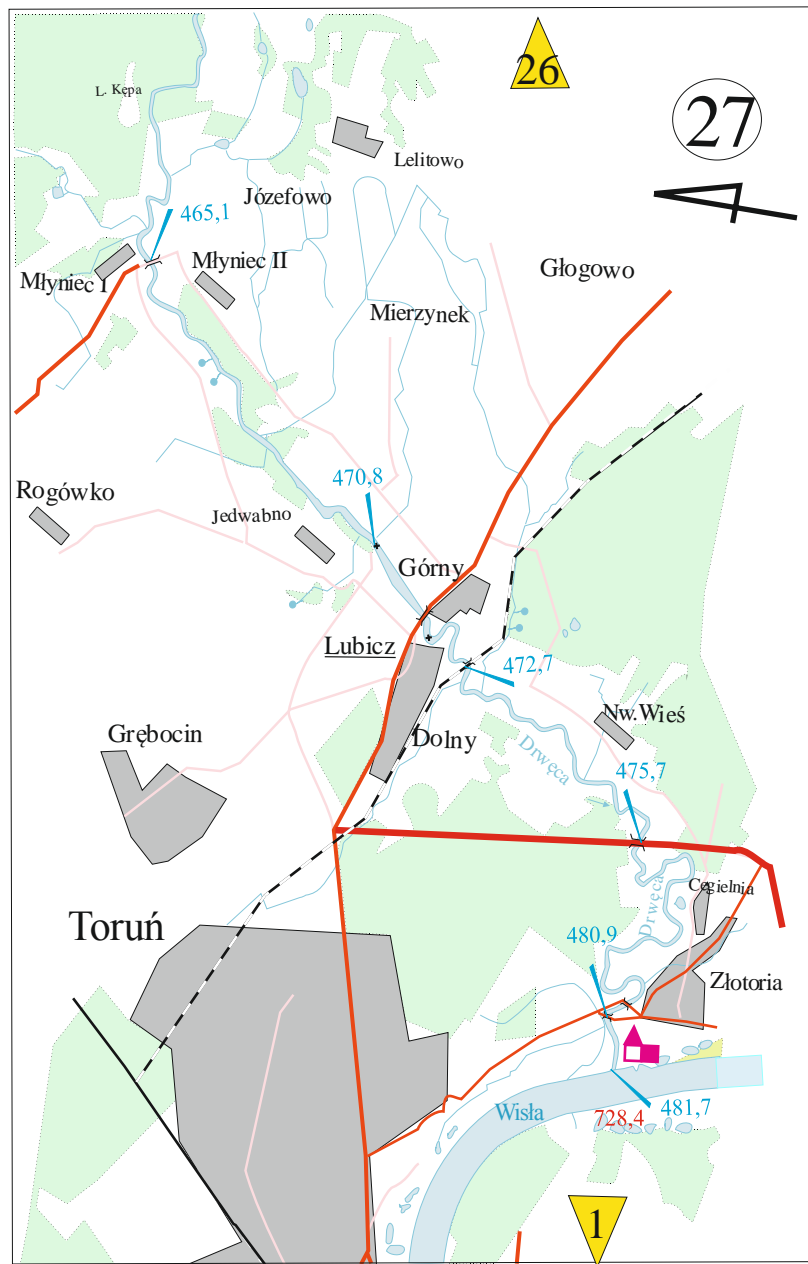 26
L. Kępa
27
Lelitowo
Józefowo
465,1
Młyniec II
Młyniec I
Głogowo
Mierzynek
470,8
Rogówko
Jedwabno
Górny
Lubicz
472,7
Nw.Wieś
Grębocin
Dolny
Drwęca
475,7
Cegielnia
Drwęca
Toruń
480,9
Złotoria
Wisła
728,4
481,7
1